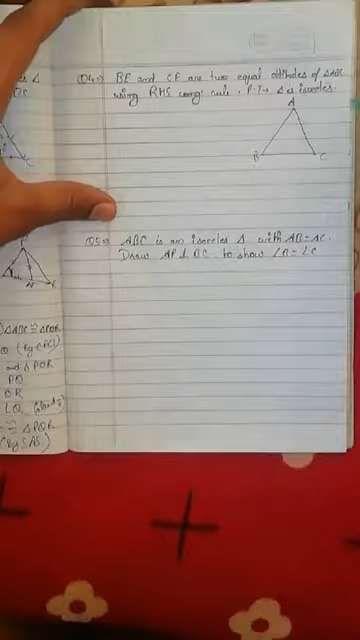 Q4⇒ BE and CF are two equal altitudes of △ABC
using RHS cong. rule, P.T→ △ is isosceles.
A
B C
Q5⇒ ABC is an isosceles △ with AB=AC.
Draw AP⊥BC to show ∠B=∠C
△
C
N
△ABC≅△PQR
(By CPCT)
△PQR
PQ
QR
∠Q
≅△PQR
(By SAS)